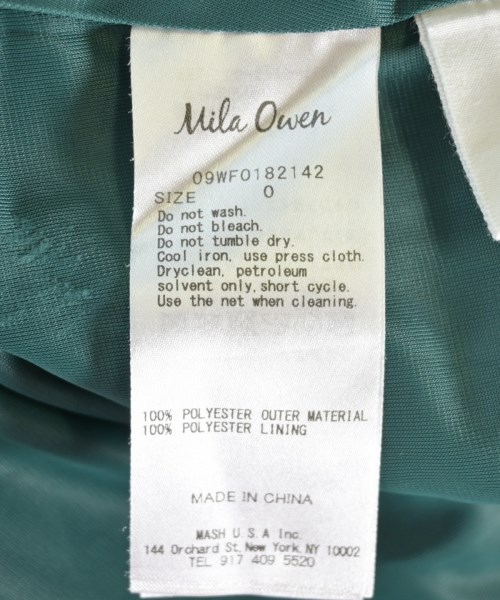 Mila Owen
09WFO182142
SIZE 0
Do not wash.
Do not bleach.
Do not tumble dry.
Cool iron, use press cloth.
Dryclean, petroleum
solvent only,short cycle.
Use the net when cleaning.
100% POLYESTER OUTER MATERIAL
100% POLYESTER LINING
MADE IN CHINA
MASH U.S.A Inc.
144 Orchard St. New York, NY 10002
TEL 917 409 5520